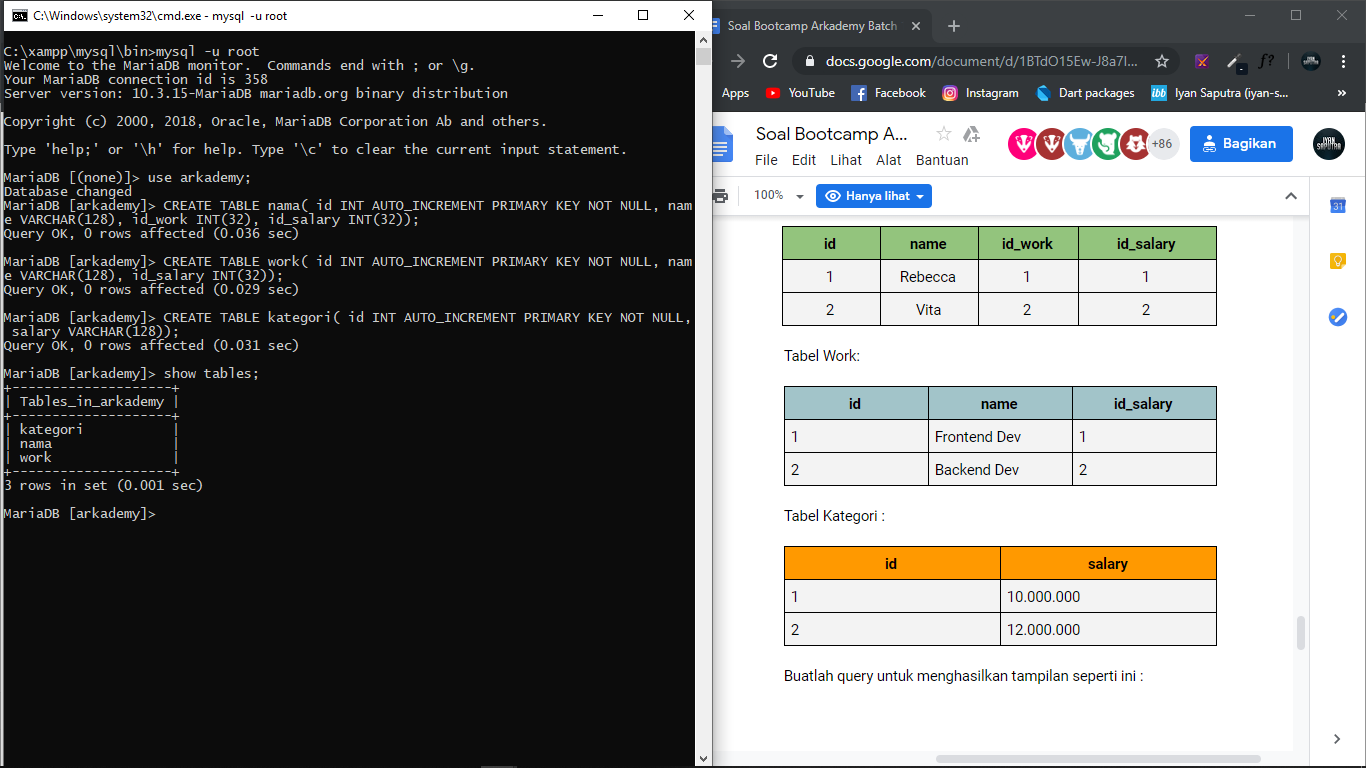 C:\Windows\system32\cmd.exe - mysql  -u root
C:\xampp\mysql\bin>mysql -u root
Welcome to the MariaDB monitor.  Commands end with ; or \g.
Your MariaDB connection id is 358
Server version: 10.3.15-MariaDB mariadb.org binary distribution
Copyright (c) 2000, 2018, Oracle, MariaDB Corporation Ab and others.
Type 'help;' or '\h' for help. Type '\c' to clear the current input statement.
MariaDB [(none)]> use arkademy;
Database changed
MariaDB [arkademy]> CREATE TABLE nama( id INT AUTO_INCREMENT PRIMARY KEY NOT NULL, nam
e VARCHAR(128), id_work INT(32), id_salary INT(32));
Query OK, 0 rows affected (0.036 sec)
MariaDB [arkademy]> CREATE TABLE work( id INT AUTO_INCREMENT PRIMARY KEY NOT NULL, nam
e VARCHAR(128), id_salary INT(32));
Query OK, 0 rows affected (0.029 sec)
MariaDB [arkademy]> CREATE TABLE kategori( id INT AUTO_INCREMENT PRIMARY KEY NOT NULL,
 salary VARCHAR(128));
Query OK, 0 rows affected (0.031 sec)
MariaDB [arkademy]> show tables;
+--------------------+
| Tables_in_arkademy |
+--------------------+
| kategori           |
| nama               |
| work               |
+--------------------+
3 rows in set (0.001 sec)
MariaDB [arkademy]>
Soal Bootcamp Arkademy Batch
docs.google.com/document/d/1BTdO15Ew-J8a7I...
f?
Apps YouTube Facebook Instagram Dart packages ibb Iyan Saputra (iyan-s... »
Soal Bootcamp A...
+86
Bagikan
IYAN SAPUTRA
File Edit Lihat Alat Bantuan
100% Hanya lihat
31
id name id_work id_salary
1 Rebecca 1 1
2 Vita 2 2
Tabel Work:
id name id_salary
1 Frontend Dev 1
2 Backend Dev 2
Tabel Kategori :
id salary
1 10.000.000
2 12.000.000
Buatlah query untuk menghasilkan tampilan seperti ini :